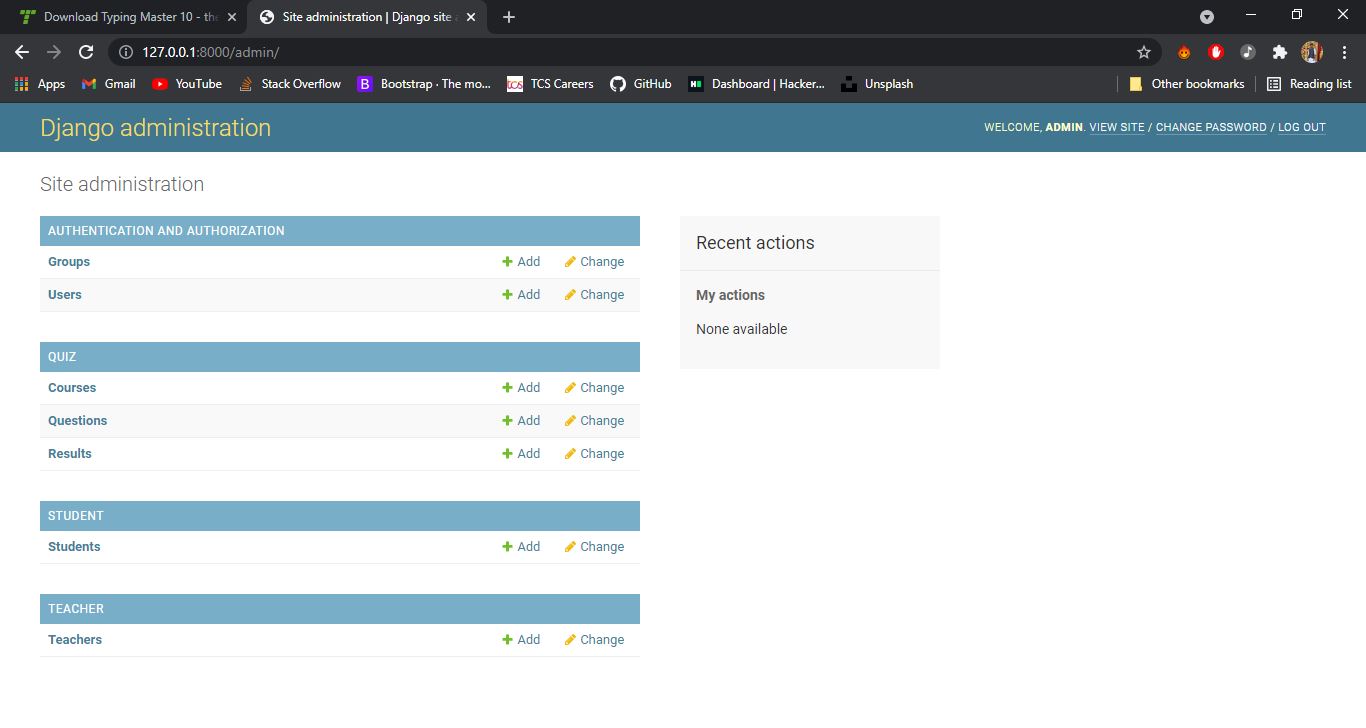 Download Typing Master 10 - the
Site administration | Django site a
127.0.0.1:8000/admin/
Apps Gmail YouTube Stack Overflow Bootstrap · The mo... TCS Careers GitHub Dashboard | Hacker... Unsplash Other bookmarks Reading list
Django administration
WELCOME, ADMIN. VIEW SITE / CHANGE PASSWORD / LOG OUT
Site administration
AUTHENTICATION AND AUTHORIZATION
Groups Add Change
Users Add Change
QUIZ
Courses Add Change
Questions Add Change
Results Add Change
STUDENT
Students Add Change
TEACHER
Teachers Add Change
Recent actions
My actions
None available